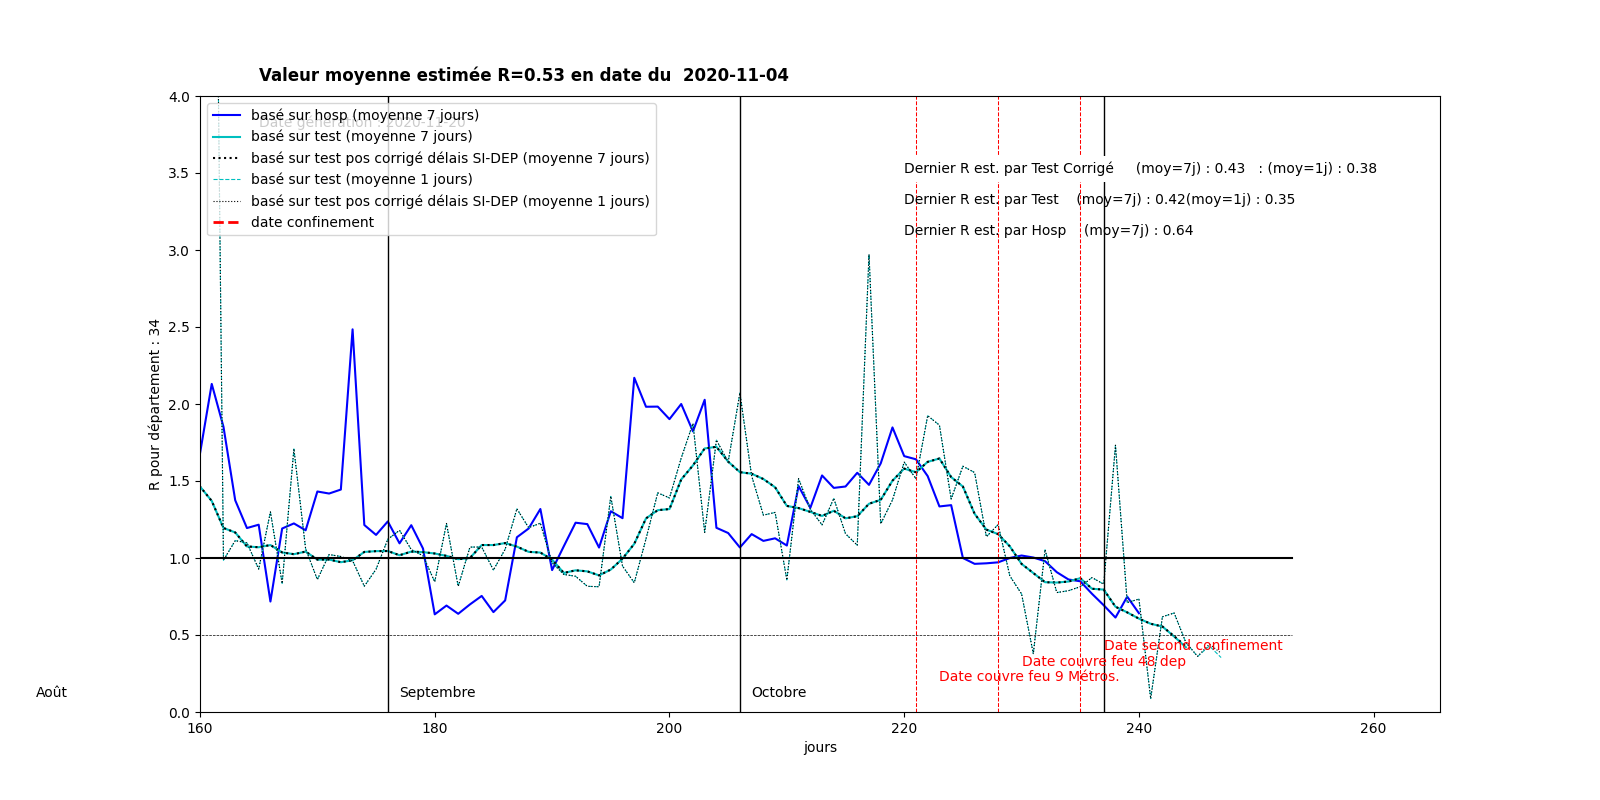 Valeur moyenne estimée R=0.53 en date du  2020-11-04
4.0
3.5
3.0
2.5
2.0
1.5
1.0
0.5
0.0
R pour département : 34
Date génération : 2020-11-20
basé sur hosp (moyenne 7 jours)
basé sur test (moyenne 7 jours)
basé sur test pos corrigé délais SI-DEP (moyenne 7 jours)
basé sur test (moyenne 1 jours)
basé sur test pos corrigé délais SI-DEP (moyenne 1 jours)
date confinement
Dernier R est. par Test Corrigé     (moy=7j) : 0.43   : (moy=1j) : 0.38
Dernier R est. par Test    (moy=7j) : 0.42(moy=1j) : 0.35
Dernier R est. par Hosp    (moy=7j) : 0.64
Date second confinement
Date couvre feu 48 dep
Date couvre feu 9 Métros.
Août
Septembre
Octobre
160
180
200
220
240
260
jours